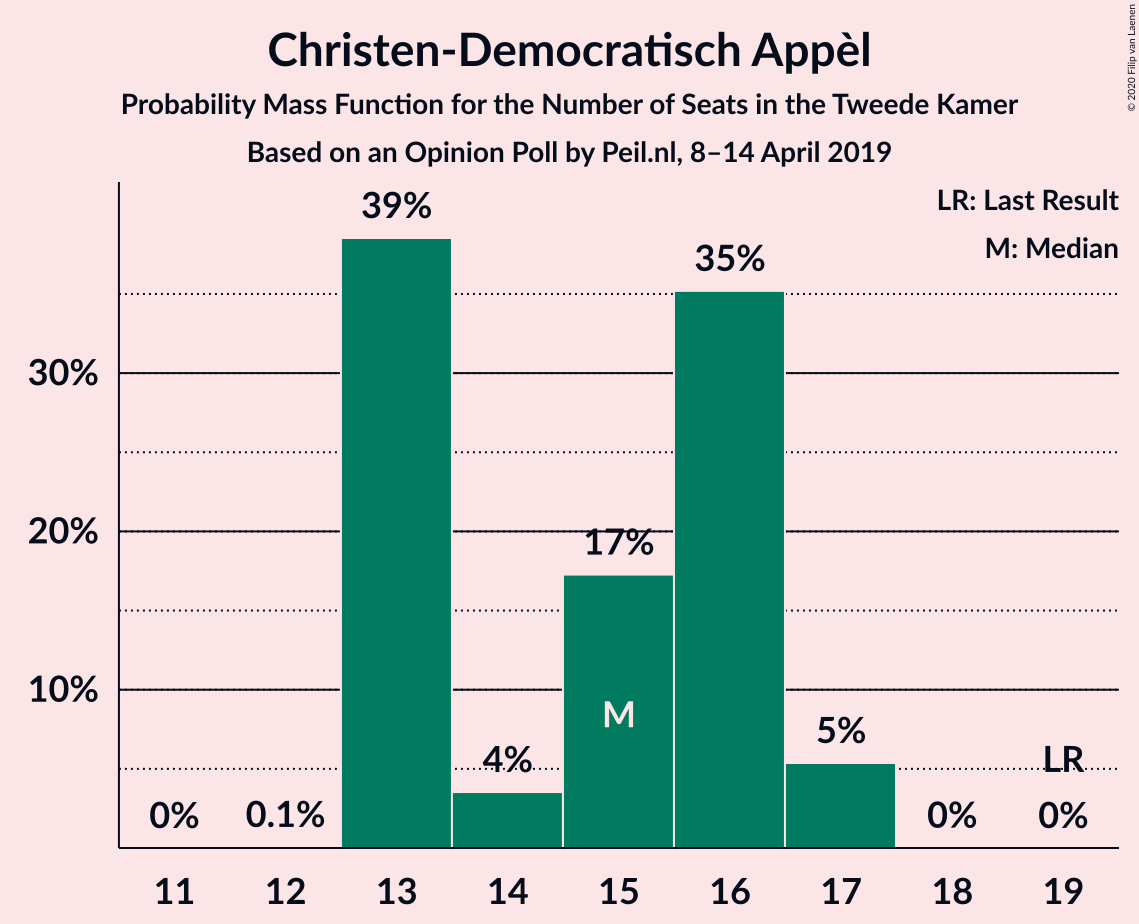 Christen-Democratisch Appèl
Probability Mass Function for the Number of Seats in the Tweede Kamer
Based on an Opinion Poll by Peil.nl, 8–14 April 2019
© 2020 Filip van Laenen
LR: Last Result
M: Median
39%
35%
30%
20%
17%
10%
M
5%
4%
LR
0%
0.1%
0%
0%
11 12 13 14 15 16 17 18 19